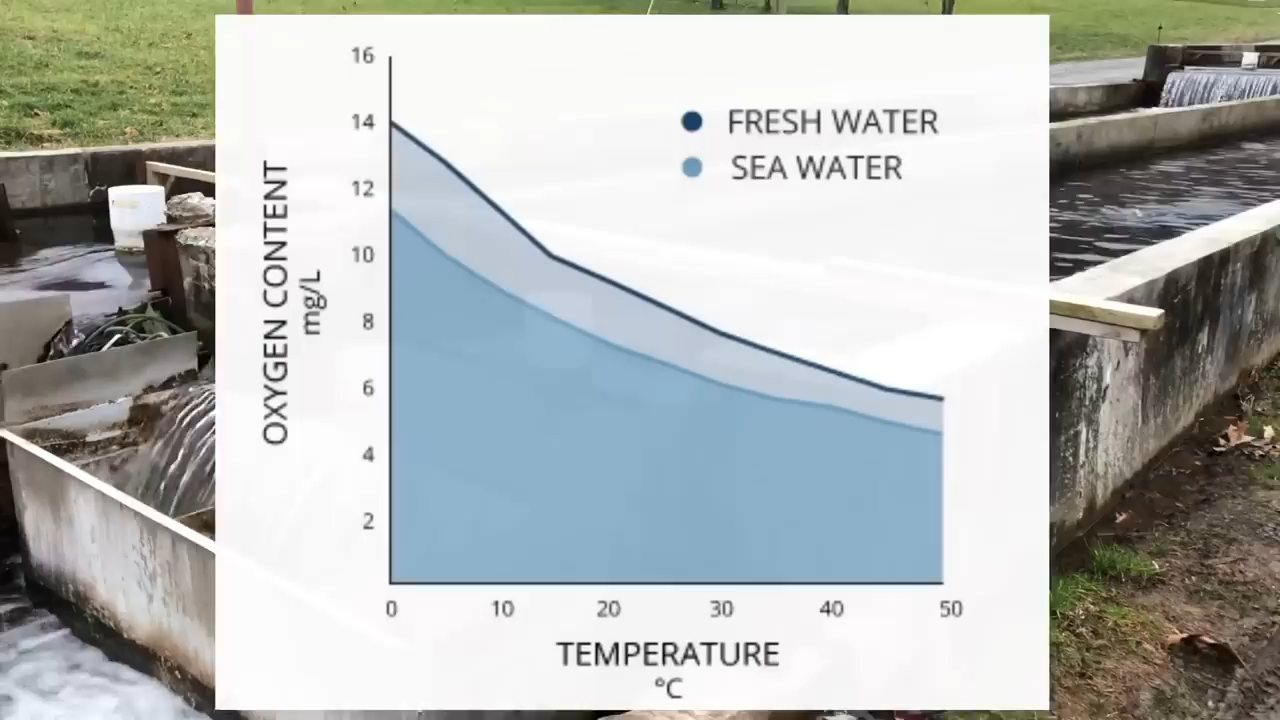 16
14
12
10
8
6
4
2
OXYGEN CONTENT
mg/L
FRESH WATER
SEA WATER
0 10 20 30 40 50
TEMPERATURE
°C